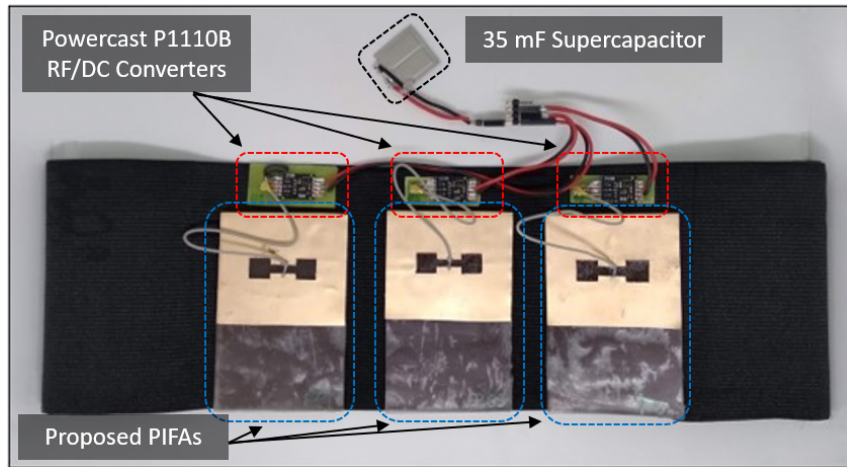 Powercast P1110B
RF/DC Converters
35 mF Supercapacitor
Proposed PIFAs